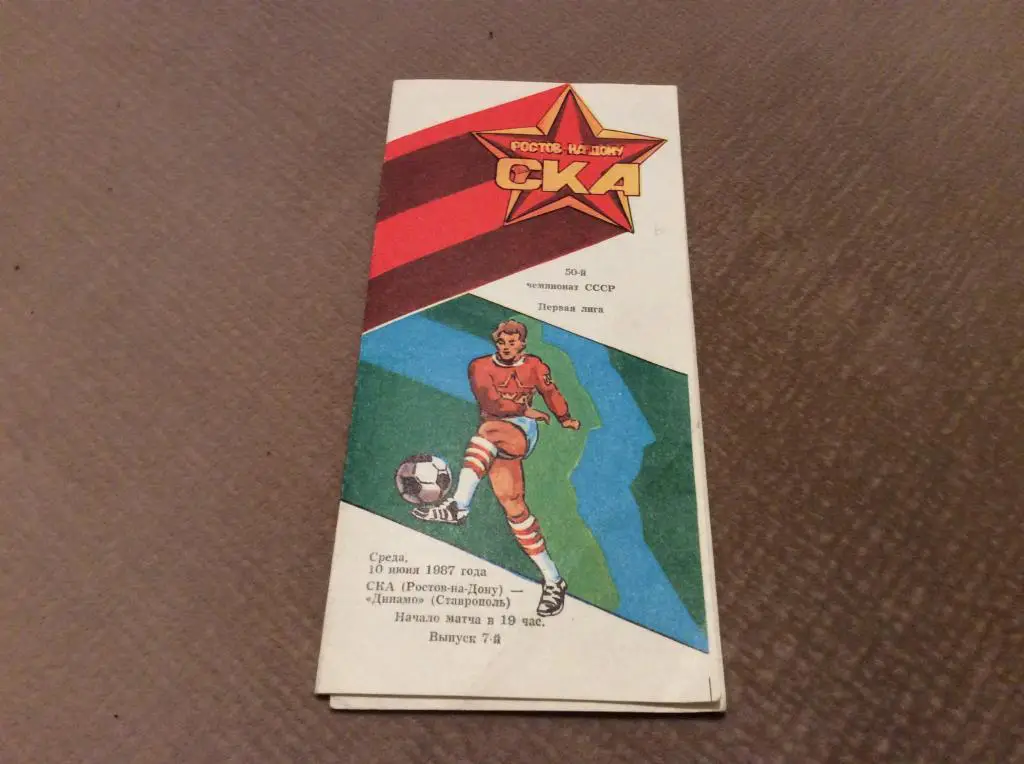 РОСТОВ-НА-ДОНУ
СКА
50-й
чемпионат СССР
Первая лига
Среда,
10 июня 1987 года
СКА (Ростов-на-Дону) —
«Динамо» (Ставрополь)
Начало матча в 19 час.
Выпуск 7-й